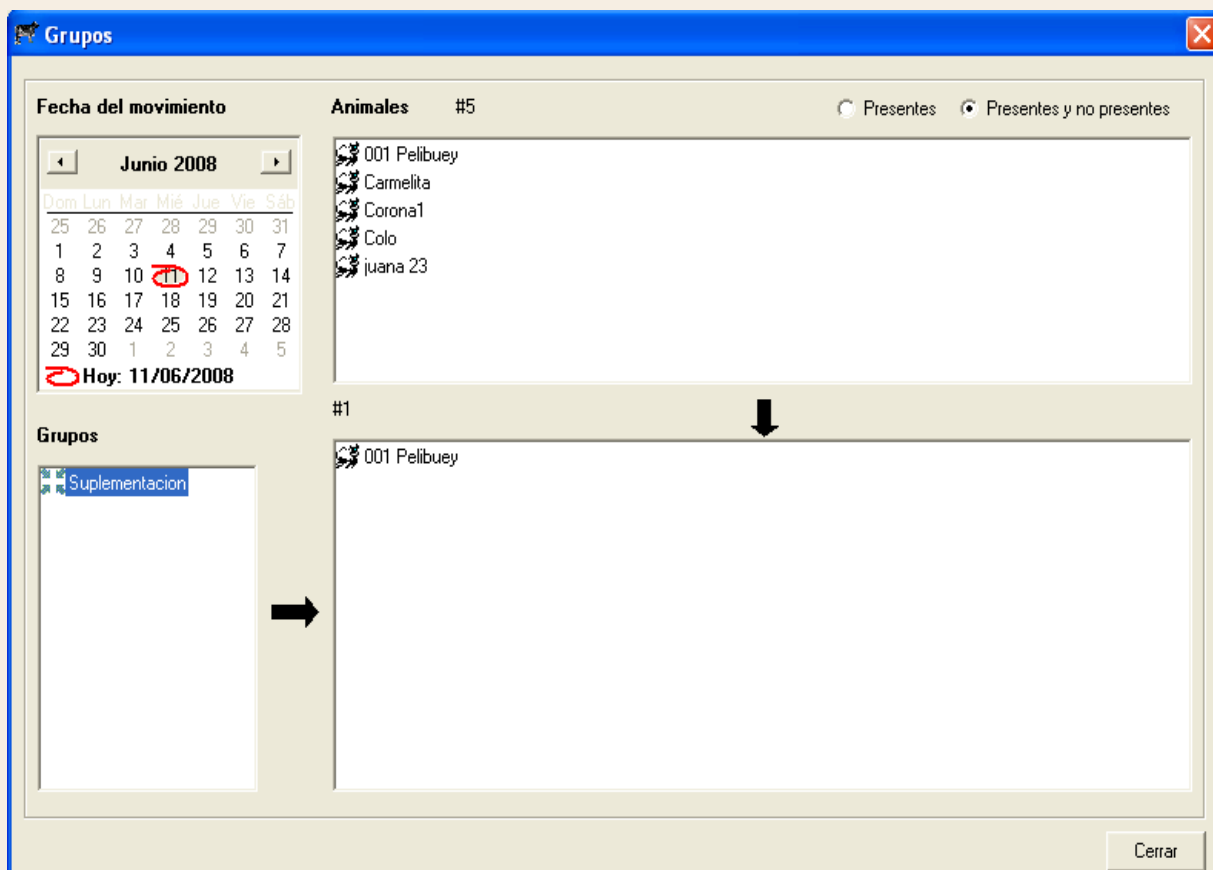 Grupos
Fecha del movimiento
Animales #5
Presentes
Presentes y no presentes
Junio 2008
Dom Lun Mar Mié Jue Vie Sáb
25 26 27 28 29 30 31
1 2 3 4 5 6 7
8 9 10 11 12 13 14
15 16 17 18 19 20 21
22 23 24 25 26 27 28
29 30 1 2 3 4 5
Hoy: 11/06/2008
001 Pelibuey
Carmelita
Corona1
Colo
juana 23
#1
Grupos
Suplementacion
001 Pelibuey
Cerrar